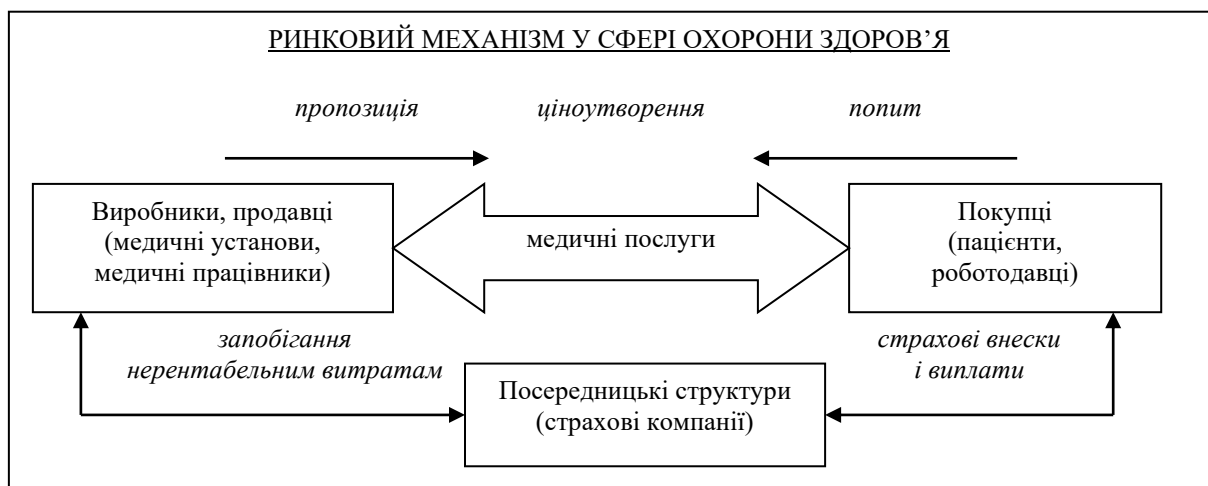 РИНКОВИЙ МЕХАНІЗМ У СФЕРІ ОХОРОНИ ЗДОРОВ’Я
пропозиція
ціноутворення
попит
Виробники, продавці
(медичні установи,
медичні працівники)
медичні послуги
Покупці
(пацієнти,
роботодавці)
запобігання
нерентабельним витратам
страхові внески
і виплати
Посередницькі структури
(страхові компанії)